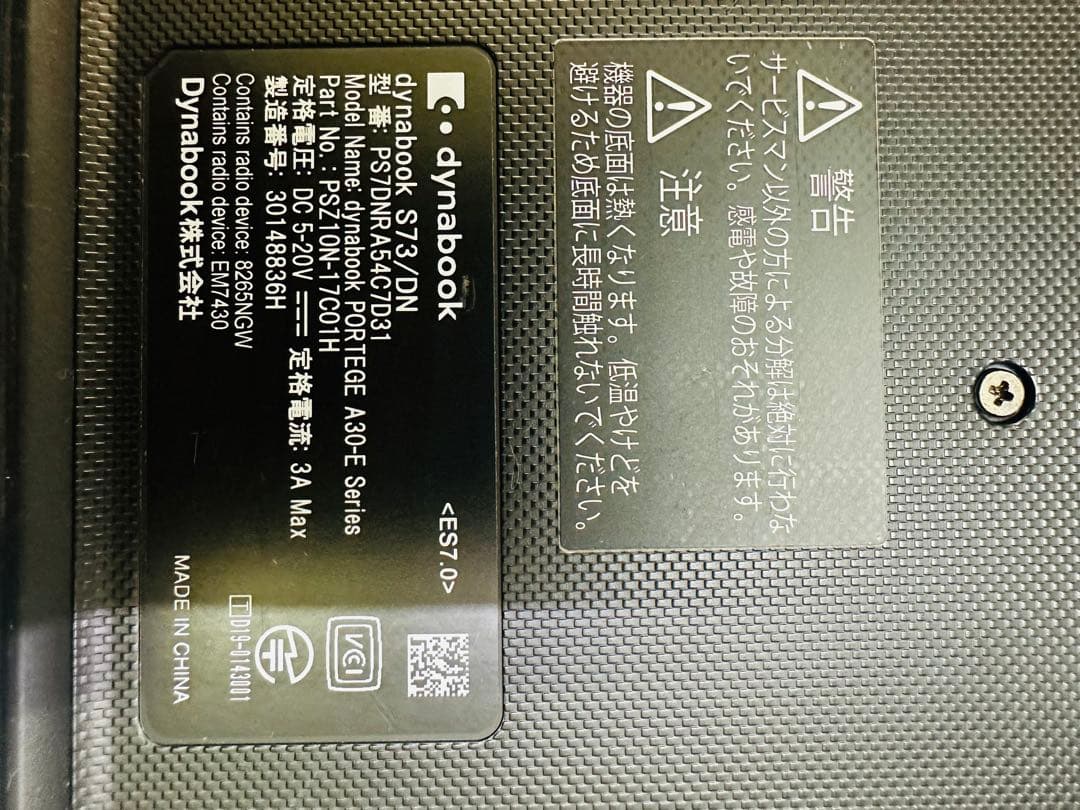 dynabook
<ES7.0>
dynabook S73/DN
型 番: PS7DNRA54C7D31
Model Name: dynabook PORTEGE A30-E Series
Part No.: PSZ10N-17C01H
定格電圧: DC 5-20V 定格電流: 3A Max
製造番号: 30148836H
Contains radio device: 8265NGW
Contains radio device: EM7430
Dynabook株式会社
VCI
T D19-0143001
MADE IN CHINA
警告
サービスマン以外の方による分解は絶対に行わな
いでください。感電や故障のおそれがあります。
注意
機器の底面は熱くなります。低温やけどを
避けるため底面に長時間触れないでください。